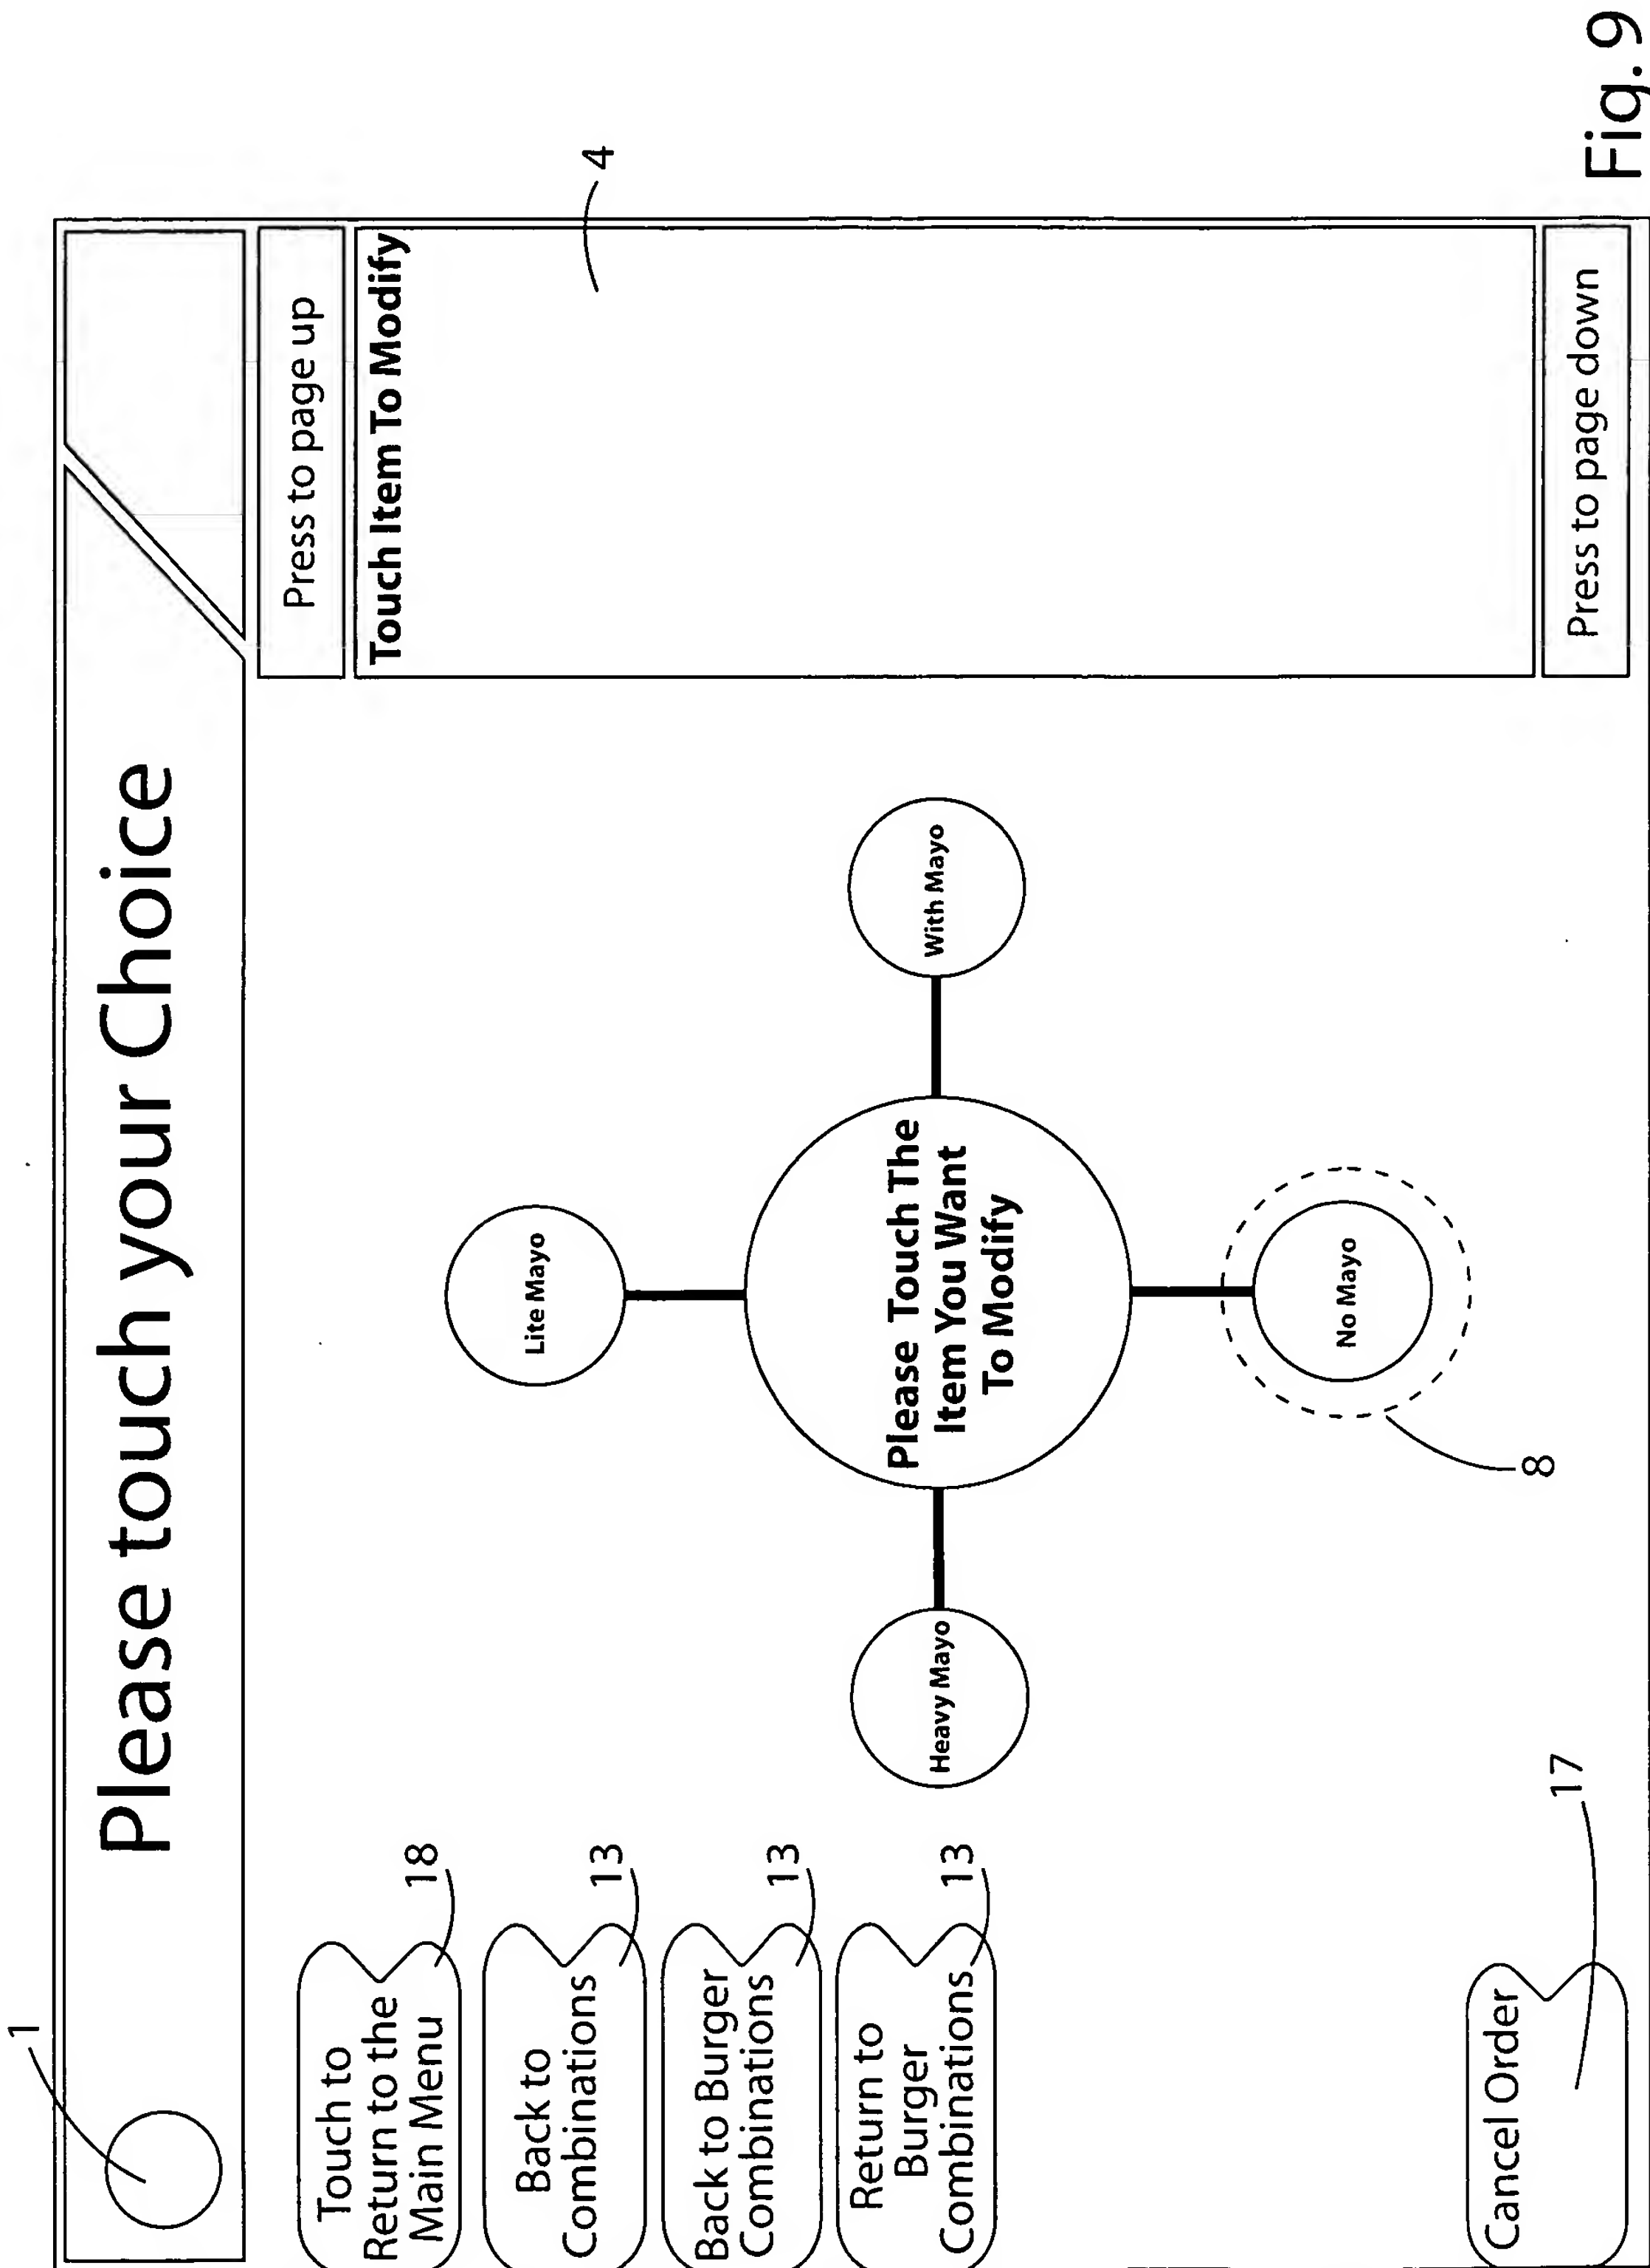 1
Please touch your Choice
Touch to
Return to the
Main Menu
18
Back to
Combinations
13
Back to Burger
Combinations
13
Return to
Burger
Combinations
13
Cancel Order
17
Lite Mayo
Heavy Mayo
Please Touch The
Item You Want
To Modify
With Mayo
No Mayo
8
Press to page up
Touch Item To Modify
4
Press to page down
Fig. 9